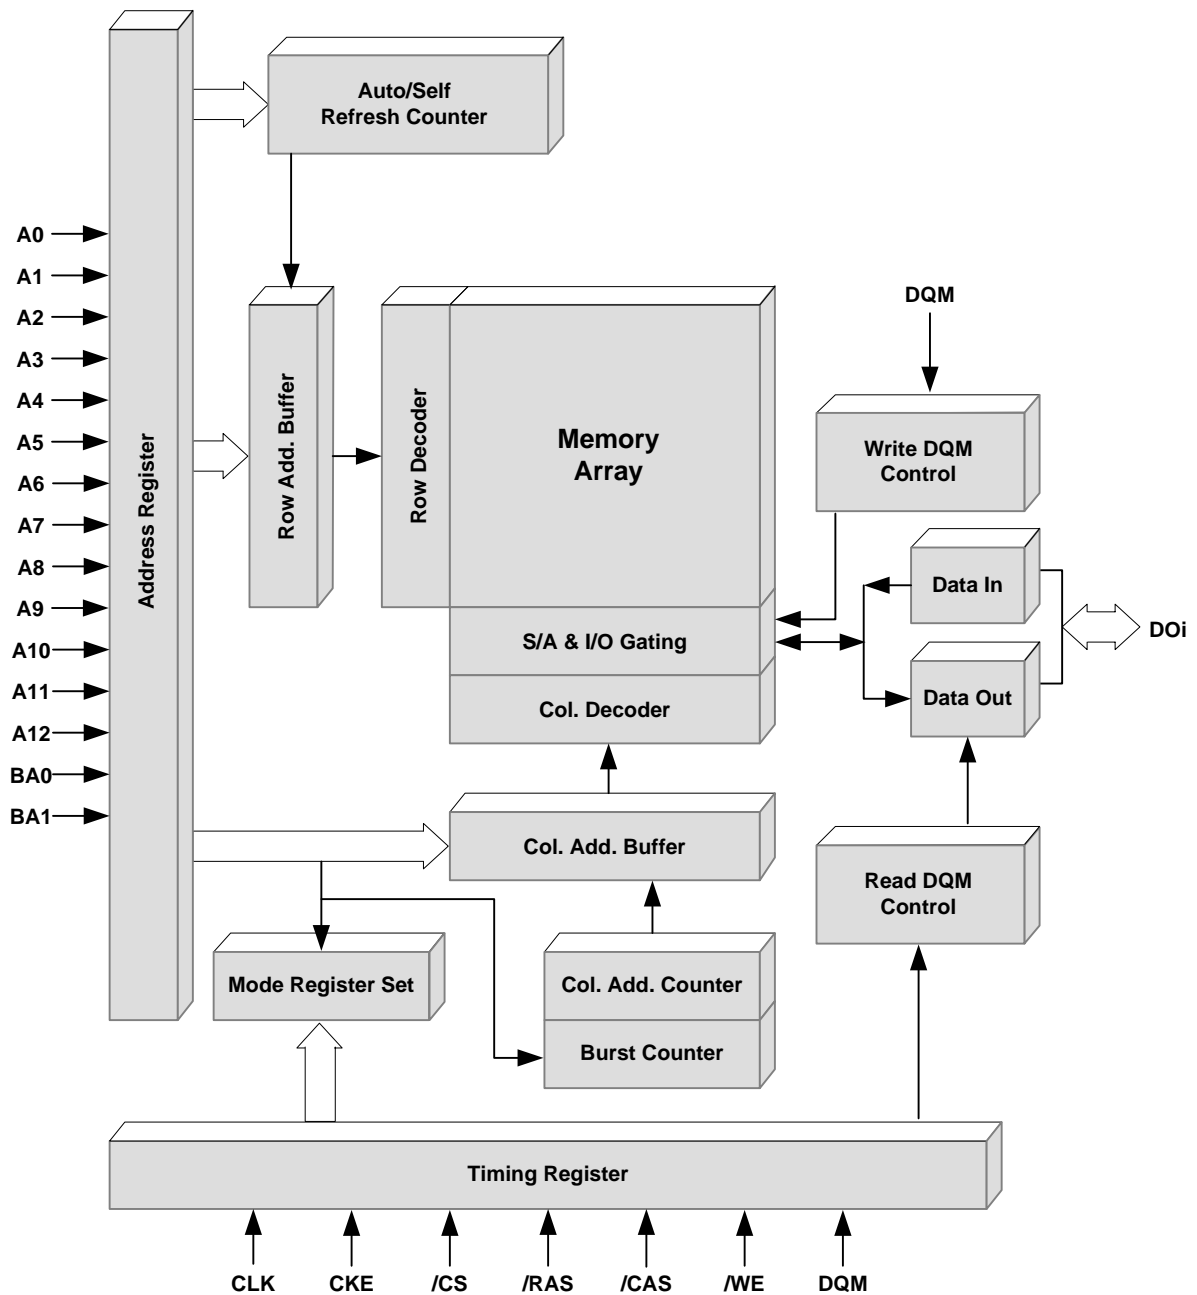 Auto/Self
Refresh Counter
A0
A1
A2
A3
A4
A5
A6
A7
A8
A9
A10
A11
A12
BA0
BA1
Address Register
Row Add. Buffer
Row Decoder
Memory
Array
S/A & I/O Gating
Col. Decoder
DQM
Write DQM
Control
Data In
Data Out
DOi
Col. Add. Buffer
Read DQM
Control
Mode Register Set
Col. Add. Counter
Burst Counter
Timing Register
CLK
CKE
/CS
/RAS
/CAS
/WE
DQM